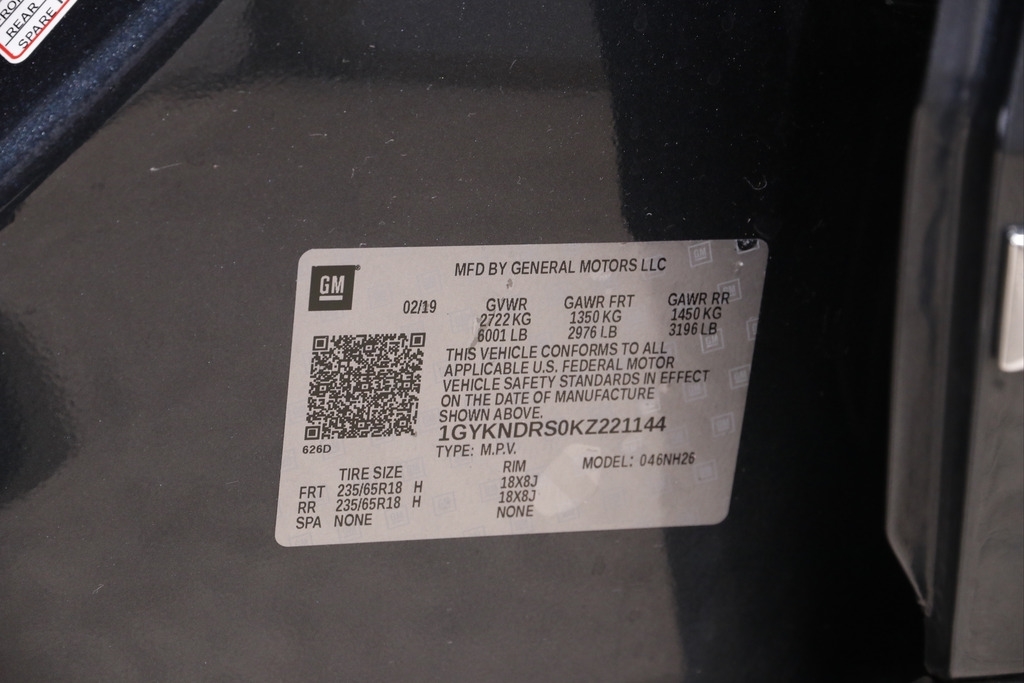 REAR
SPARE
GM
MFD BY GENERAL MOTORS LLC
02/19 GVWR GAWR FRT GAWR RR
2722 KG 1350 KG 1450 KG
6001 LB 2976 LB 3196 LB
THIS VEHICLE CONFORMS TO ALL
APPLICABLE U.S. FEDERAL MOTOR
VEHICLE SAFETY STANDARDS IN EFFECT
ON THE DATE OF MANUFACTURE
SHOWN ABOVE.
1GYKNDRS0KZ221144
626D
TYPE: M.P.V. MODEL: 046NH26
TIRE SIZE RIM
FRT 235/65R18 H 18X8J
RR 235/65R18 H 18X8J
SPA NONE NONE